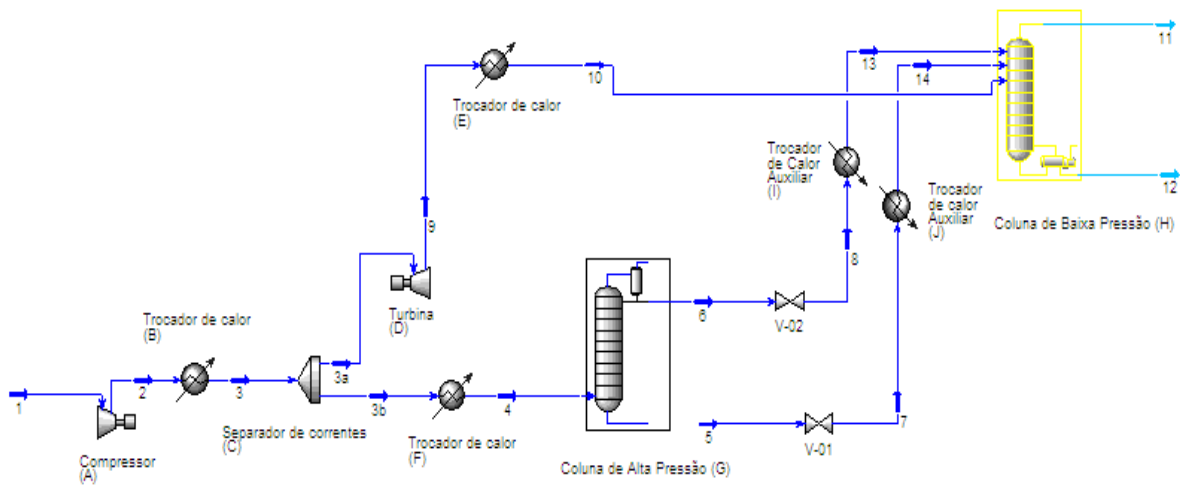 11
13
14
10
Trocador de calor
(E)
Trocador
de Calor
Auxiliar
(I)
Trocador
de calor
Auxiliar
(J)
12
Coluna de Baixa Pressão (H)
9
8
Turbina
(D)
6
V-02
Trocador de calor
(B)
1
2
3
3a
3b
4
5
7
V-01
Separador de correntes
(C)
Trocador de calor
(F)
Compressor
(A)
Coluna de Alta Pressão (G)